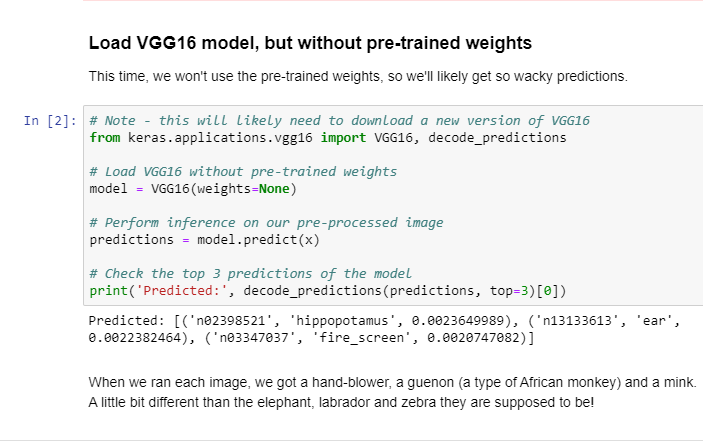 Load VGG16 model, but without pre-trained weights
This time, we won't use the pre-trained weights, so we'll likely get so wacky predictions.
In [2]:
# Note - this will likely need to download a new version of VGG16
from keras.applications.vgg16 import VGG16, decode_predictions
# Load VGG16 without pre-trained weights
model = VGG16(weights=None)
# Perform inference on our pre-processed image
predictions = model.predict(x)
# Check the top 3 predictions of the model
print('Predicted:', decode_predictions(predictions, top=3)[0])
Predicted: [('n02398521', 'hippopotamus', 0.0023649989), ('n13133613', 'ear',
0.0022382464), ('n03347037', 'fire_screen', 0.0020747082)]
When we ran each image, we got a hand-blower, a guenon (a type of African monkey) and a mink.
A little bit different than the elephant, labrador and zebra they are supposed to be!